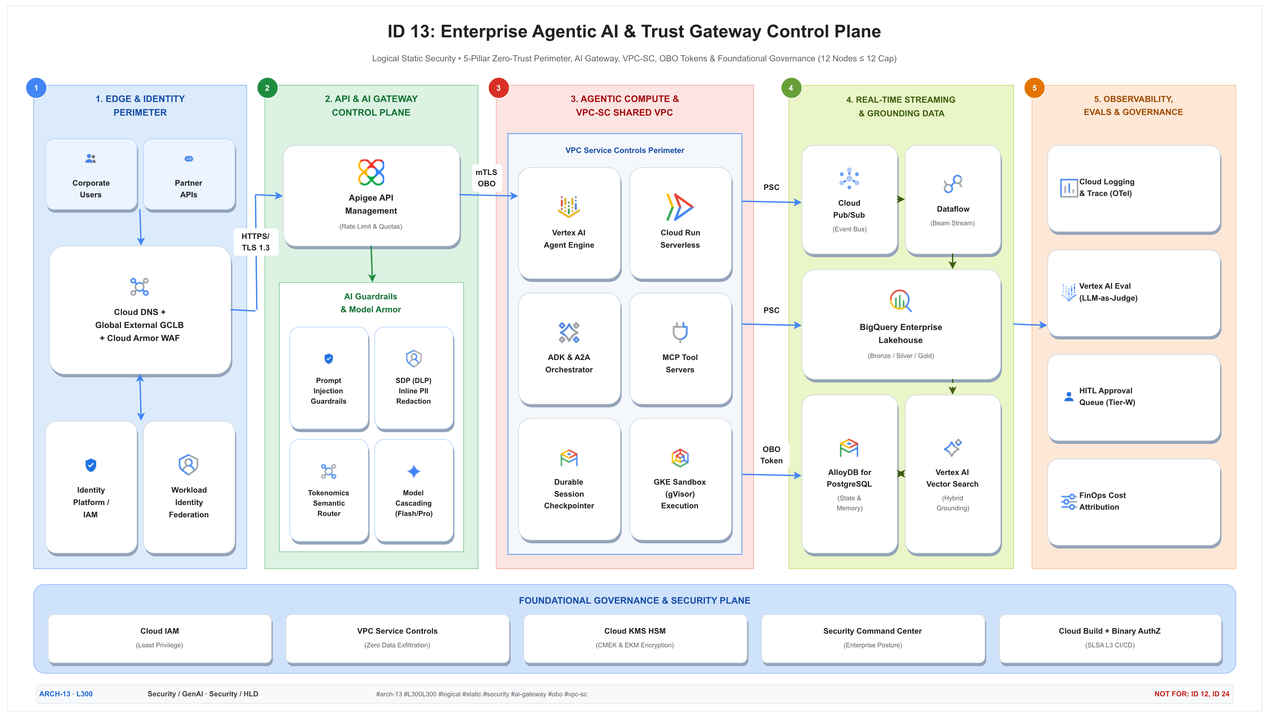 ID 13: Enterprise Agentic AI & Trust Gateway Control Plane
Logical Static Security • 5-Pillar Zero-Trust Perimeter, AI Gateway, VPC-SC, OBO Tokens & Foundational Governance (12 Nodes ≤ 12 Cap)
1
1. EDGE & IDENTITY
PERIMETER
Corporate
Users
Partner
APIs
Cloud DNS +
Global External GCLB
+ Cloud Armor WAF
Identity
Platform /
IAM
Workload
Identity
Federation
HTTPS/
TLS 1.3
2
2. API & AI GATEWAY
CONTROL PLANE
Apigee API
Management
(Rate Limit & Quotas)
AI Guardrails
& Model Armor
Prompt
Injection
Guardrails
SDP (DLP)
Inline PII
Redaction
Tokenomics
Semantic
Router
Model
Cascading
(Flash/Pro)
mTLS
OBO
3
3. AGENTIC COMPUTE &
VPC-SC SHARED VPC
VPC Service Controls Perimeter
Vertex AI
Agent Engine
Cloud Run
Serverless
ADK & A2A
Orchestrator
MCP Tool
Servers
Durable
Session
Checkpointer
GKE Sandbox
(gVisor)
Execution
PSC
PSC
OBO
Token
4
4. REAL-TIME STREAMING
& GROUNDING DATA
Cloud
Pub/Sub
(Event Bus)
Dataflow
(Beam Stream)
BigQuery Enterprise
Lakehouse
(Bronze / Silver / Gold)
AlloyDB for
PostgreSQL
(State &
Memory)
Vertex AI
Vector Search
(Hybrid
Grounding)
5
5. OBSERVABILITY,
EVALS & GOVERNANCE
Cloud Logging
& Trace (OTel)
Vertex AI Eval
(LLM-as-Judge)
HITL Approval
Queue (Tier-W)
FinOps Cost
Attribution
FOUNDATIONAL GOVERNANCE & SECURITY PLANE
Cloud IAM
(Least Privilege)
VPC Service Controls
(Zero Data Exfiltration)
Cloud KMS HSM
(CMEK & EKM Encryption)
Security Command Center
(Enterprise Posture)
Cloud Build + Binary AuthZ
(SLSA L3 CI/CD)
ARCH-13 · L300
Security / GenAI · Security / HLD
#arch-13 #L300L300 #logical #static #security #ai-gateway #obo #vpc-sc
NOT FOR: ID 12, ID 24